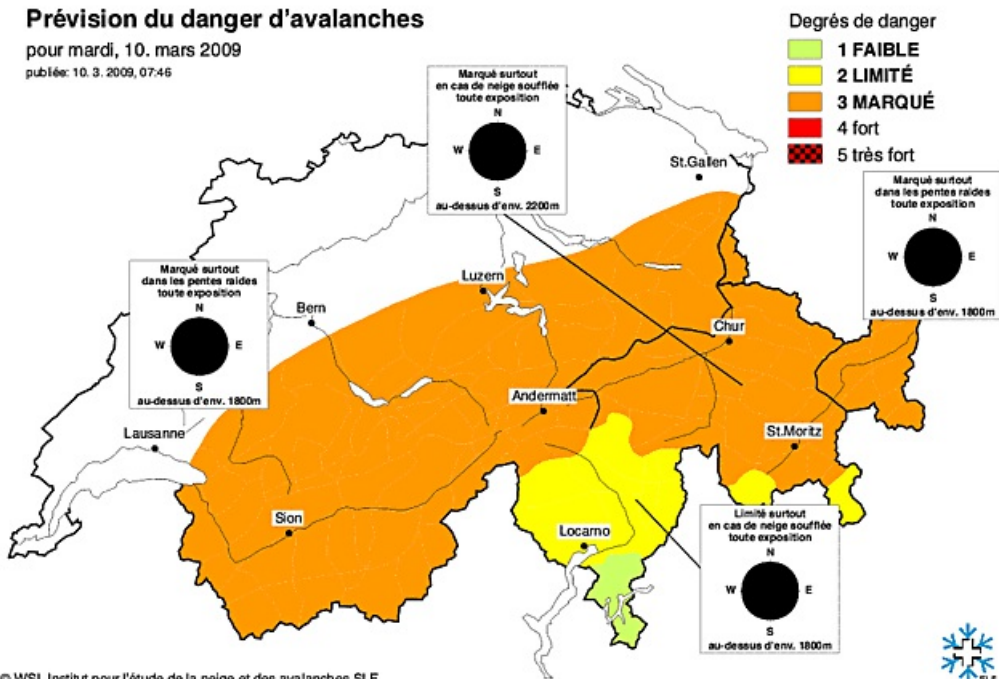 Prévision du danger d'avalanches
pour mardi, 10. mars 2009
publiée: 10. 3. 2009, 07:46
Degrés de danger
1 FAIBLE
2 LIMITÉ
3 MARQUÉ
4 fort
5 très fort
Marqué surtout
en cas de neige soufflée
toute exposition
N
W E
S
au-dessus d'env. 2200m
St.Gallen
Marqué surtout
dans les pentes raides
toute exposition
N
W E
S
au-dessus d'env. 1800m
Marqué surtout
dans les pentes raides
toute exposition
N
W E
S
au-dessus d'env. 1800m
Luzern
Bern
Chur
Andermatt
St.Moritz
Lausanne
Sion
Locarno
Limité surtout
en cas de neige soufflée
toute exposition
N
W E
S
au-dessus d'env. 1800m
© WSL Institut pour l'étude de la neige et des avalanches SLF
SLF